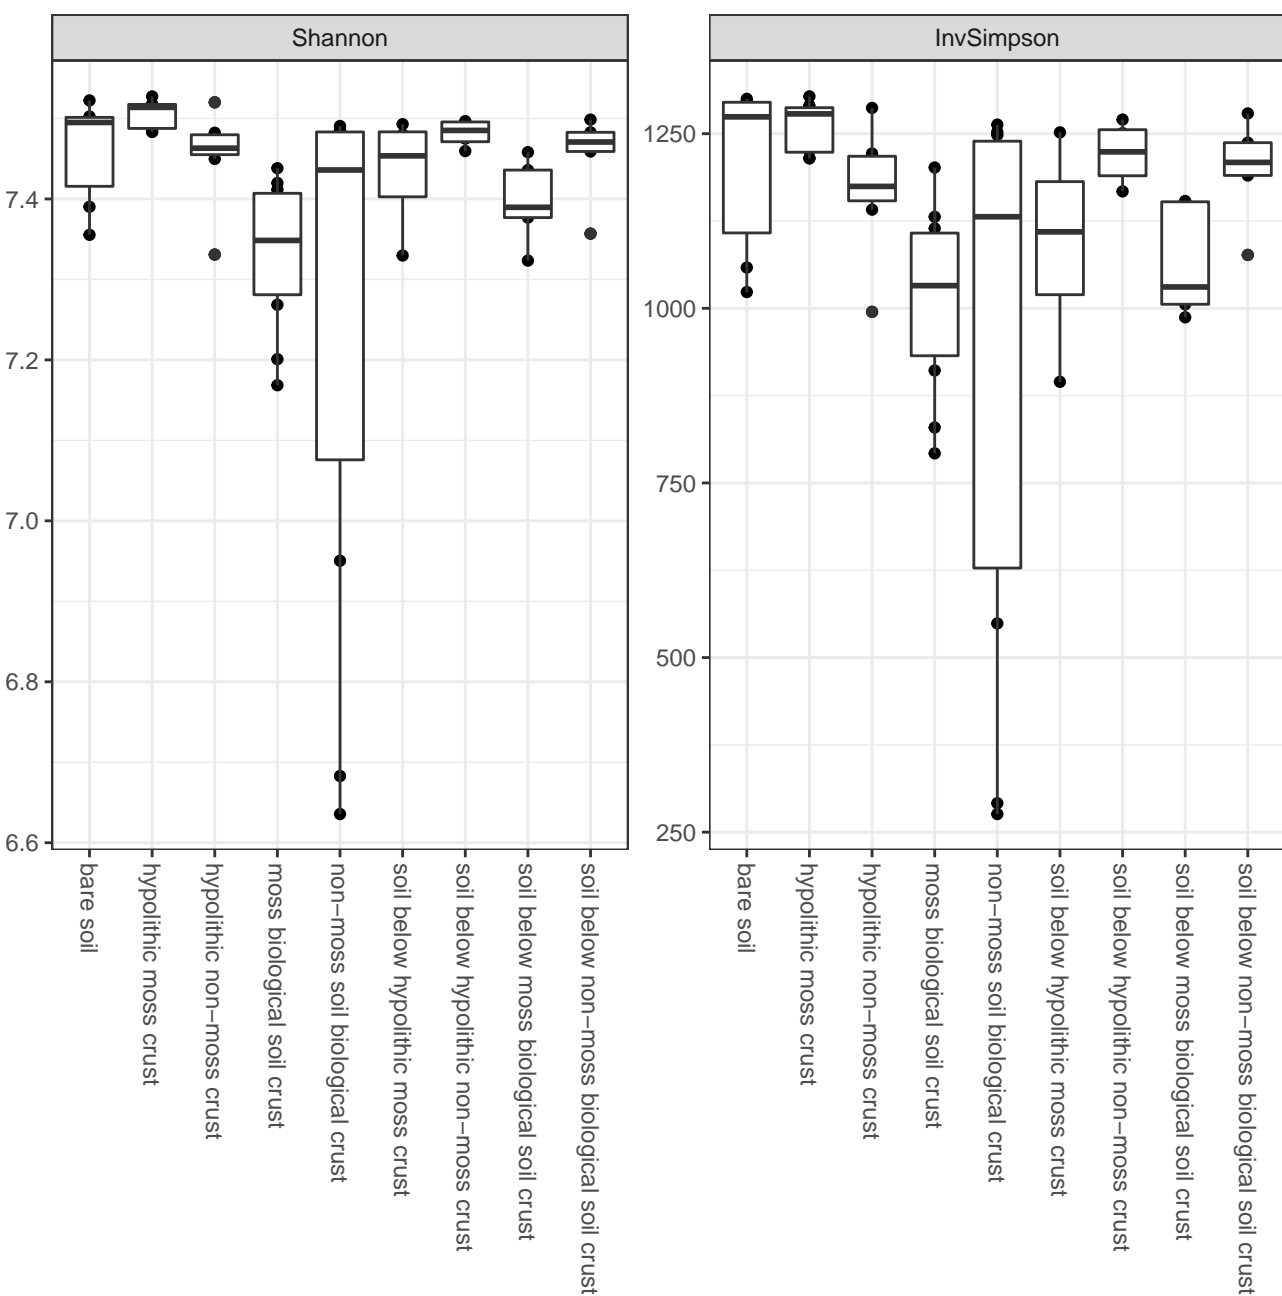 Shannon
InvSimpson
7.4
7.2
7.0
6.8
6.6
1250
1000
750
500
250
bare soil
hypolithic moss crust
hypolithic non−moss crust
moss biological soil crust
non−moss soil biological crust
soil below hypolithic moss crust
soil below hypolithic non−moss crust
soil below moss biological soil crust
soil below non−moss biological soil crust
bare soil
hypolithic moss crust
hypolithic non−moss crust
moss biological soil crust
non−moss soil biological crust
soil below hypolithic moss crust
soil below hypolithic non−moss crust
soil below moss biological soil crust
soil below non−moss biological soil crust